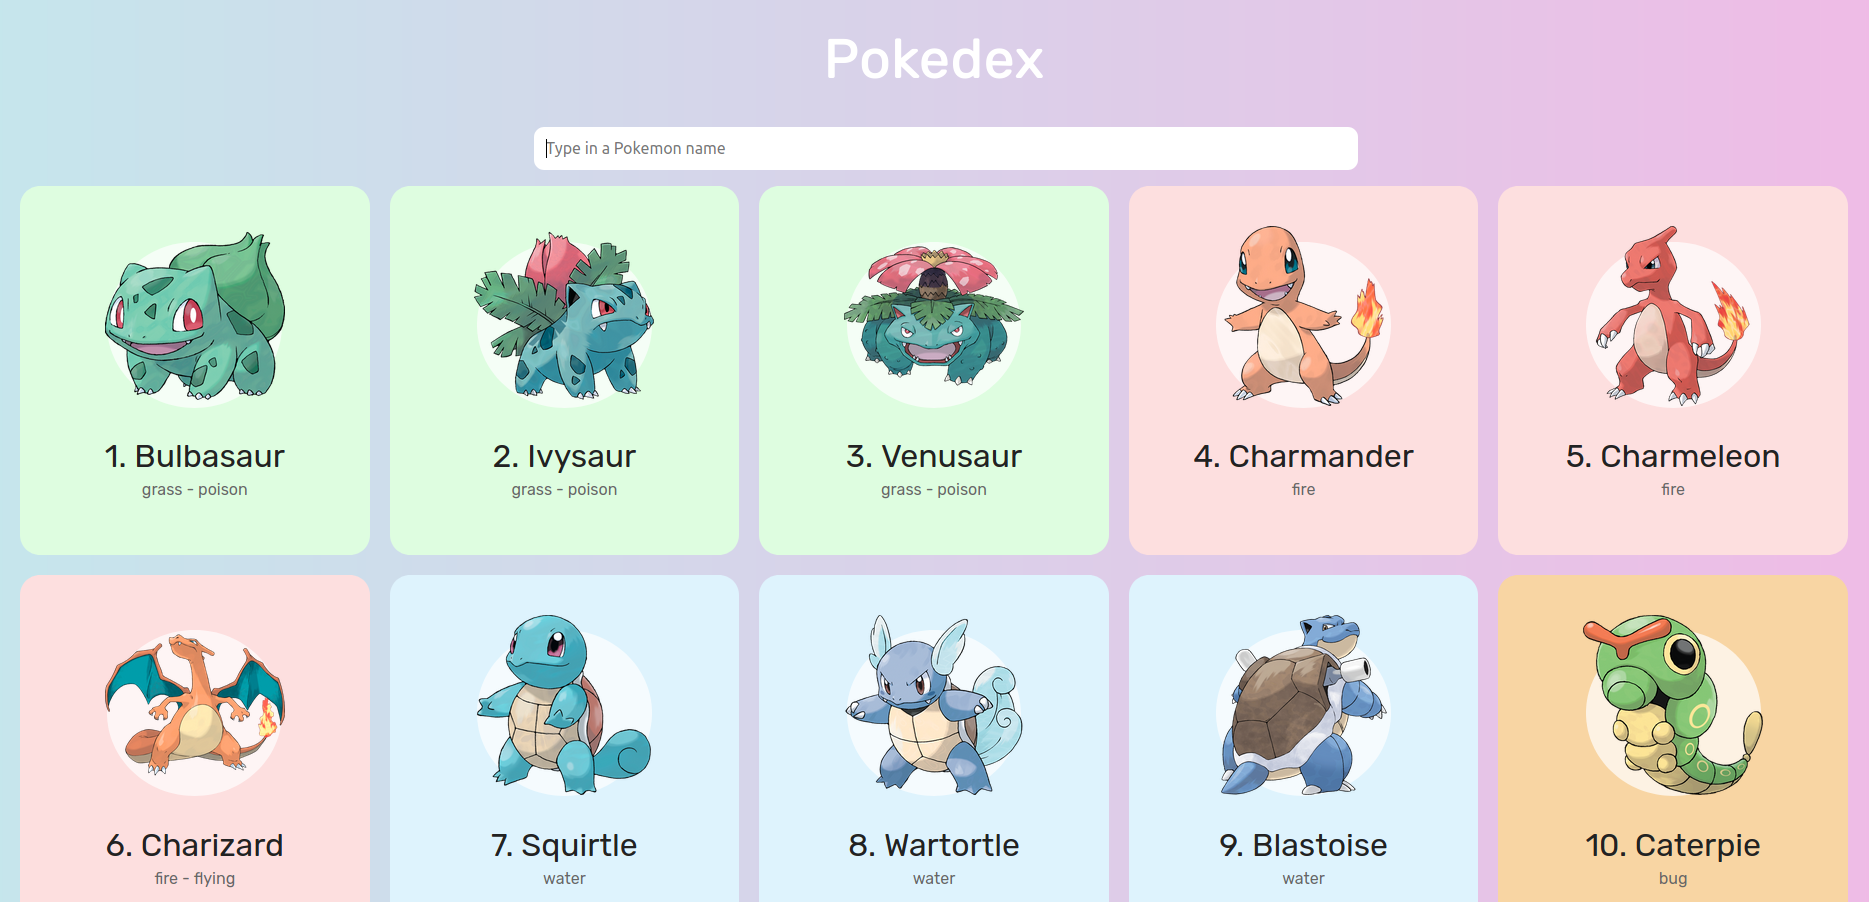 Pokedex
Type in a Pokemon name
1. Bulbasaur
grass - poison
2. Ivysaur
grass - poison
3. Venusaur
grass - poison
4. Charmander
fire
5. Charmeleon
fire
6. Charizard
fire - flying
7. Squirtle
water
8. Wartortle
water
9. Blastoise
water
10. Caterpie
bug